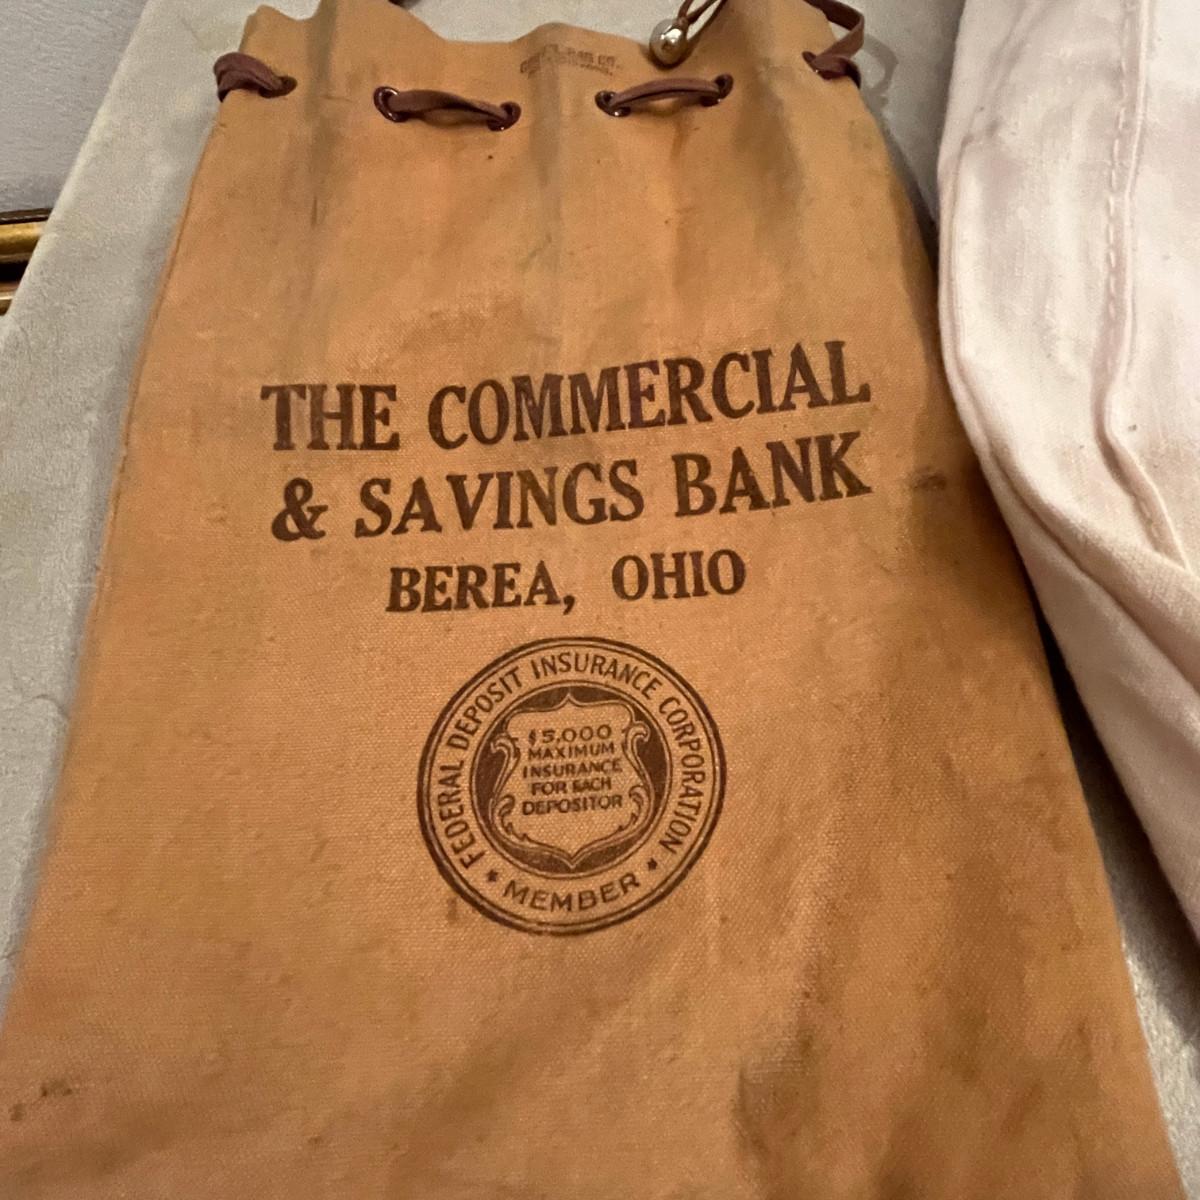 THE COMMERCIAL
& SAVINGS BANK
BEREA, OHIO
FEDERAL DEPOSIT INSURANCE CORPORATION
$5,000
MAXIMUM
INSURANCE
FOR EACH
DEPOSITOR
* MEMBER *